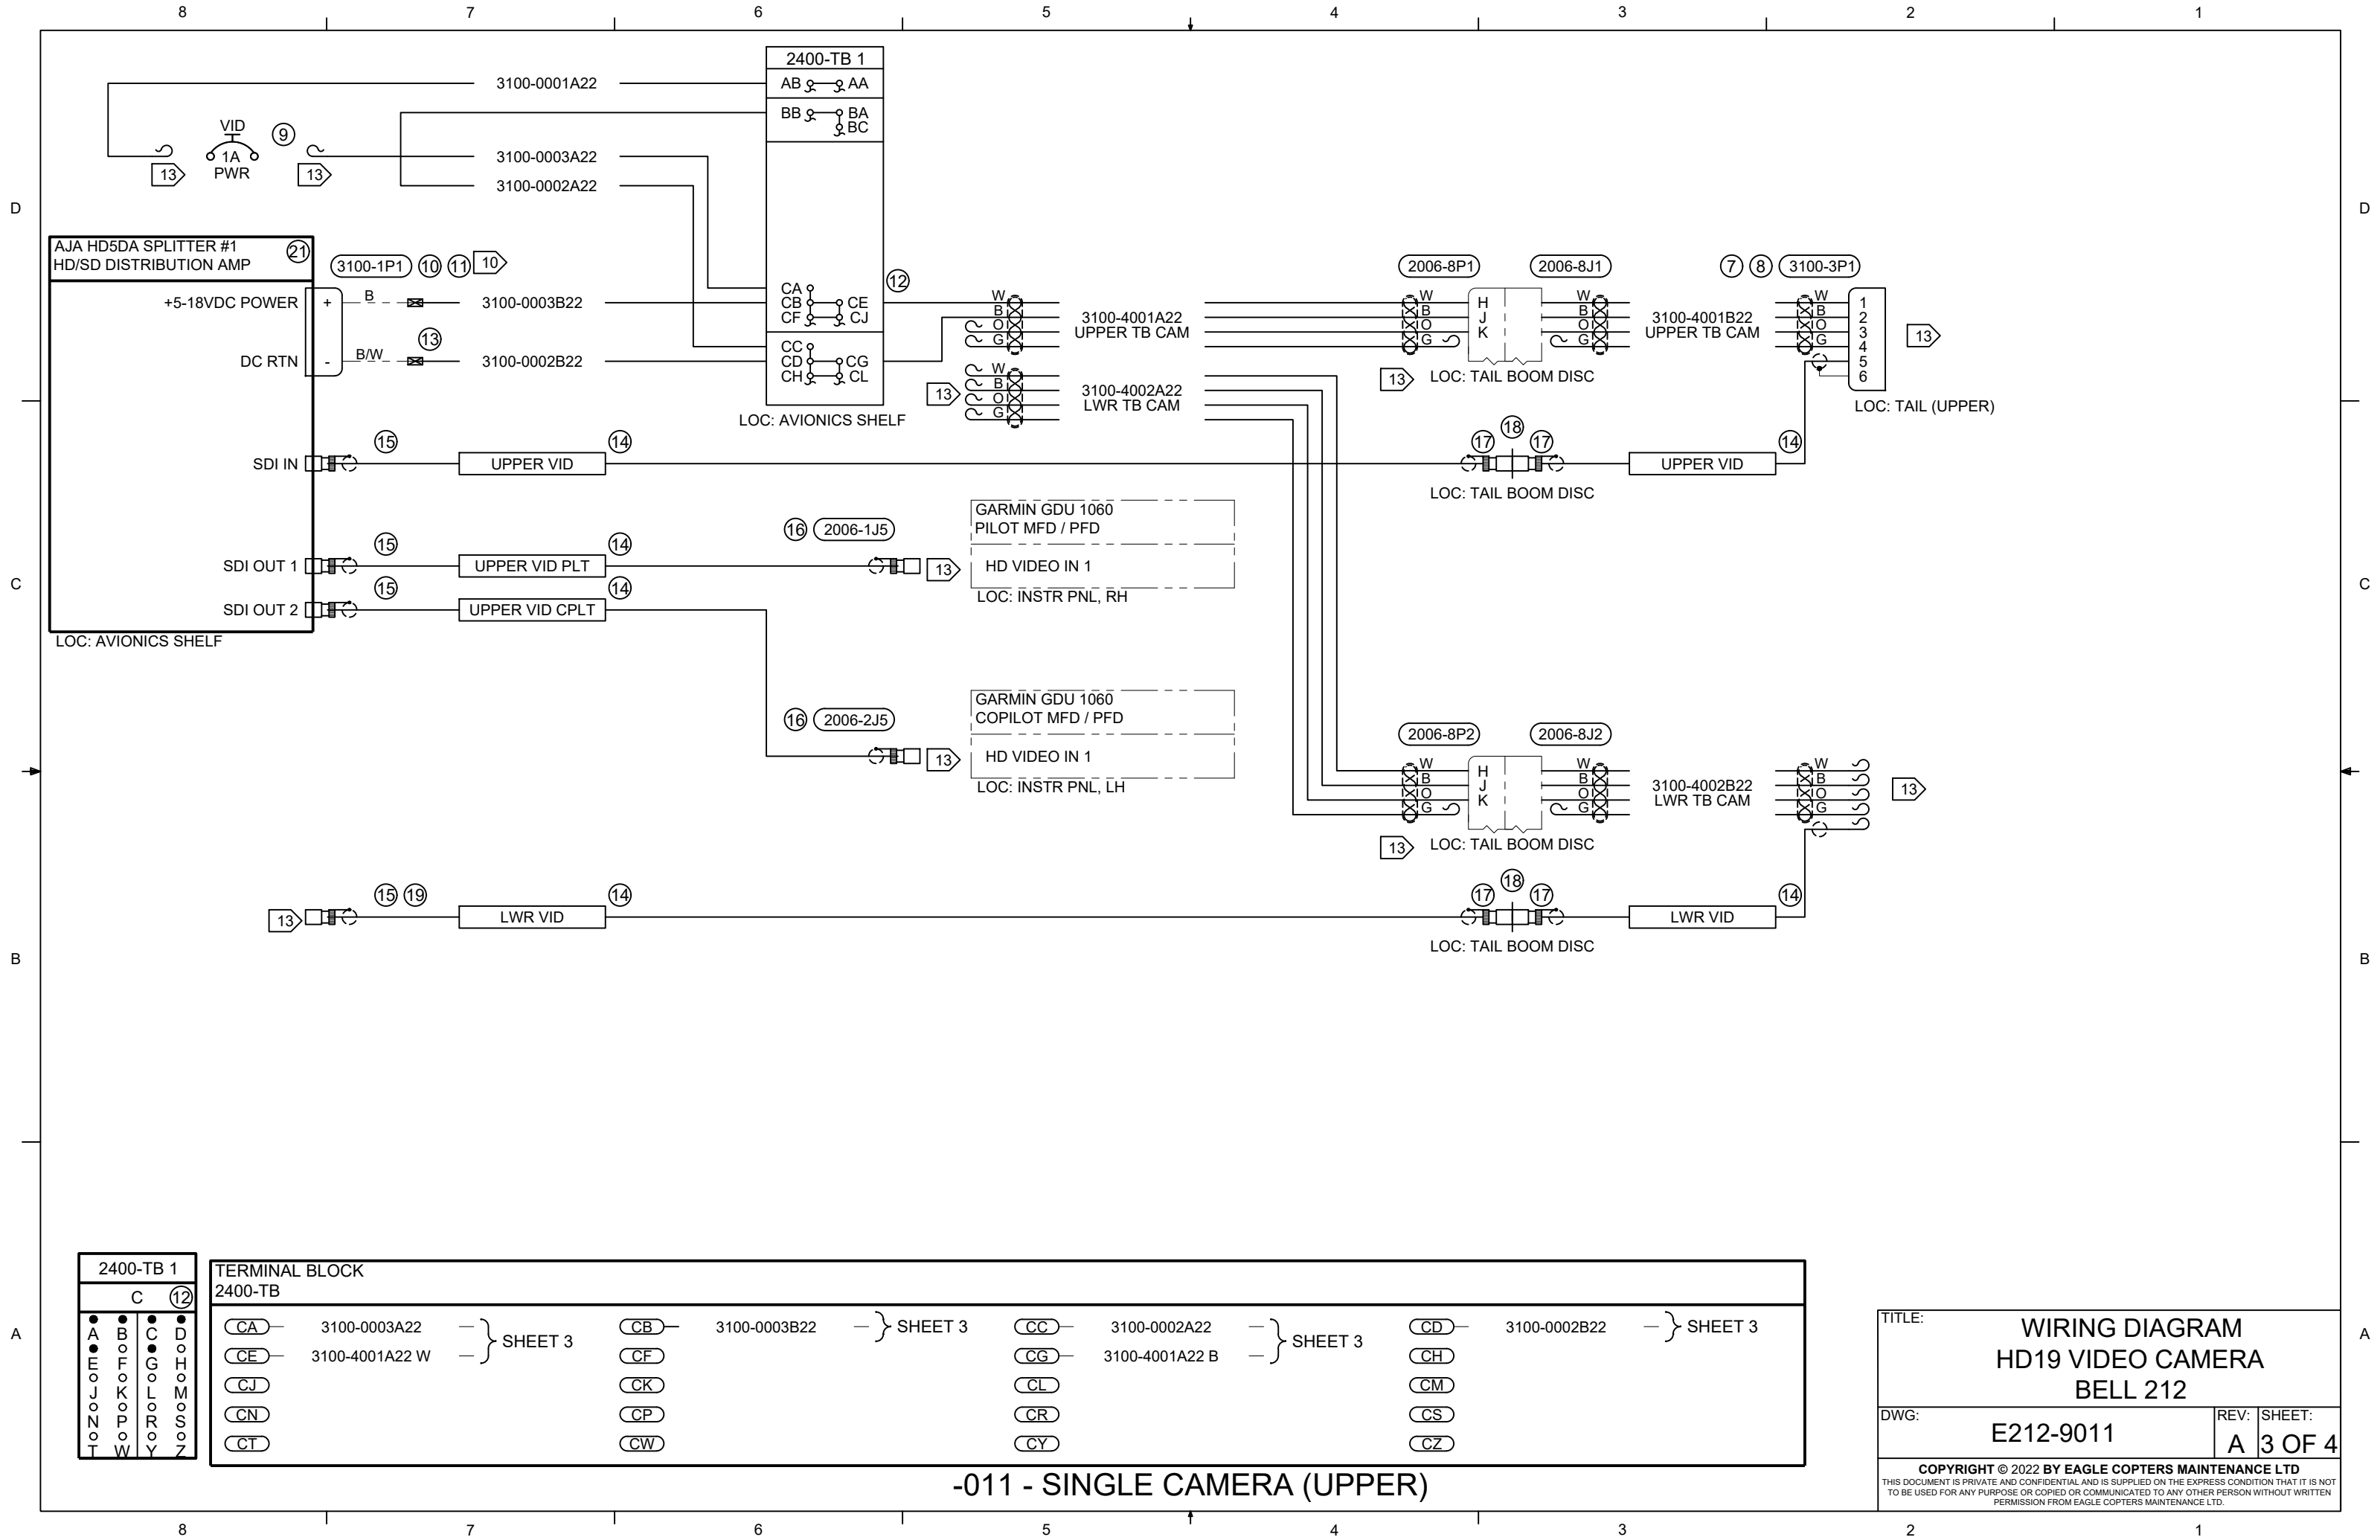 8 7 6 5 4 3 2 1
2400-TB 1
3100-0001A22
AB AA
BB BA
BC
VID
9
1A
PWR
13
13
3100-0003A22
3100-0002A22
D
D
AJA HD5DA SPLITTER #1
HD/SD DISTRIBUTION AMP
21
3100-1P1 10 11 10
2006-8P1 2006-8J1 7 8 3100-3P1
+5-18VDC POWER + B 3100-0003B22
CA
CB CE
CF CJ
12
W
B
O
G
3100-4001A22
UPPER TB CAM
W
B
O
G
H
J
K
W
B
O
G
3100-4001B22
UPPER TB CAM
W
B
O
G
1
2
3
4
5
6
13
13
DC RTN - B/W 3100-0002B22
CC
CD CG
CH CL
13
W
B
O
G
3100-4002A22
LWR TB CAM
13
LOC: TAIL BOOM DISC
LOC: TAIL (UPPER)
LOC: AVIONICS SHELF
SDI IN 15 UPPER VID 14
17 18 17
UPPER VID 14
LOC: TAIL BOOM DISC
SDI OUT 1 15 UPPER VID PLT 14
16 2006-1J5
13
GARMIN GDU 1060
PILOT MFD / PFD
HD VIDEO IN 1
LOC: INSTR PNL, RH
C
C
SDI OUT 2 15 UPPER VID CPLT 14
LOC: AVIONICS SHELF
16 2006-2J5
13
GARMIN GDU 1060
COPILOT MFD / PFD
HD VIDEO IN 1
LOC: INSTR PNL, LH
2006-8P2 2006-8J2
W
B
O
G
H
J
K
W
B
O
G
3100-4002B22
LWR TB CAM
W
B
O
G
13
13
LOC: TAIL BOOM DISC
13 15 19 LWR VID 14
17 18 17
LWR VID 14
LOC: TAIL BOOM DISC
B
B
2400-TB 1
C 12
A B C D
E F G H
J K L M
N P R S
T W Y Z
TERMINAL BLOCK
2400-TB
CA 3100-0003A22 SHEET 3 CB 3100-0003B22 SHEET 3 CC 3100-0002A22 SHEET 3 CD 3100-0002B22 SHEET 3
CE 3100-4001A22 W CF CG 3100-4001A22 B CH
CJ CK CL CM
CN CP CR CS
CT CW CY CZ
A
A
-011 - SINGLE CAMERA (UPPER)
TITLE:
WIRING DIAGRAM
HD19 VIDEO CAMERA
BELL 212
DWG: E212-9011
REV: A
SHEET: 3 OF 4
COPYRIGHT © 2022 BY EAGLE COPTERS MAINTENANCE LTD
THIS DOCUMENT IS PRIVATE AND CONFIDENTIAL AND IS SUPPLIED ON THE EXPRESS CONDITION THAT IT IS NOT
TO BE USED FOR ANY PURPOSE OR COPIED OR COMMUNICATED TO ANY OTHER PERSON WITHOUT WRITTEN
PERMISSION FROM EAGLE COPTERS MAINTENANCE LTD.
8 7 6 5 4 3 2 1